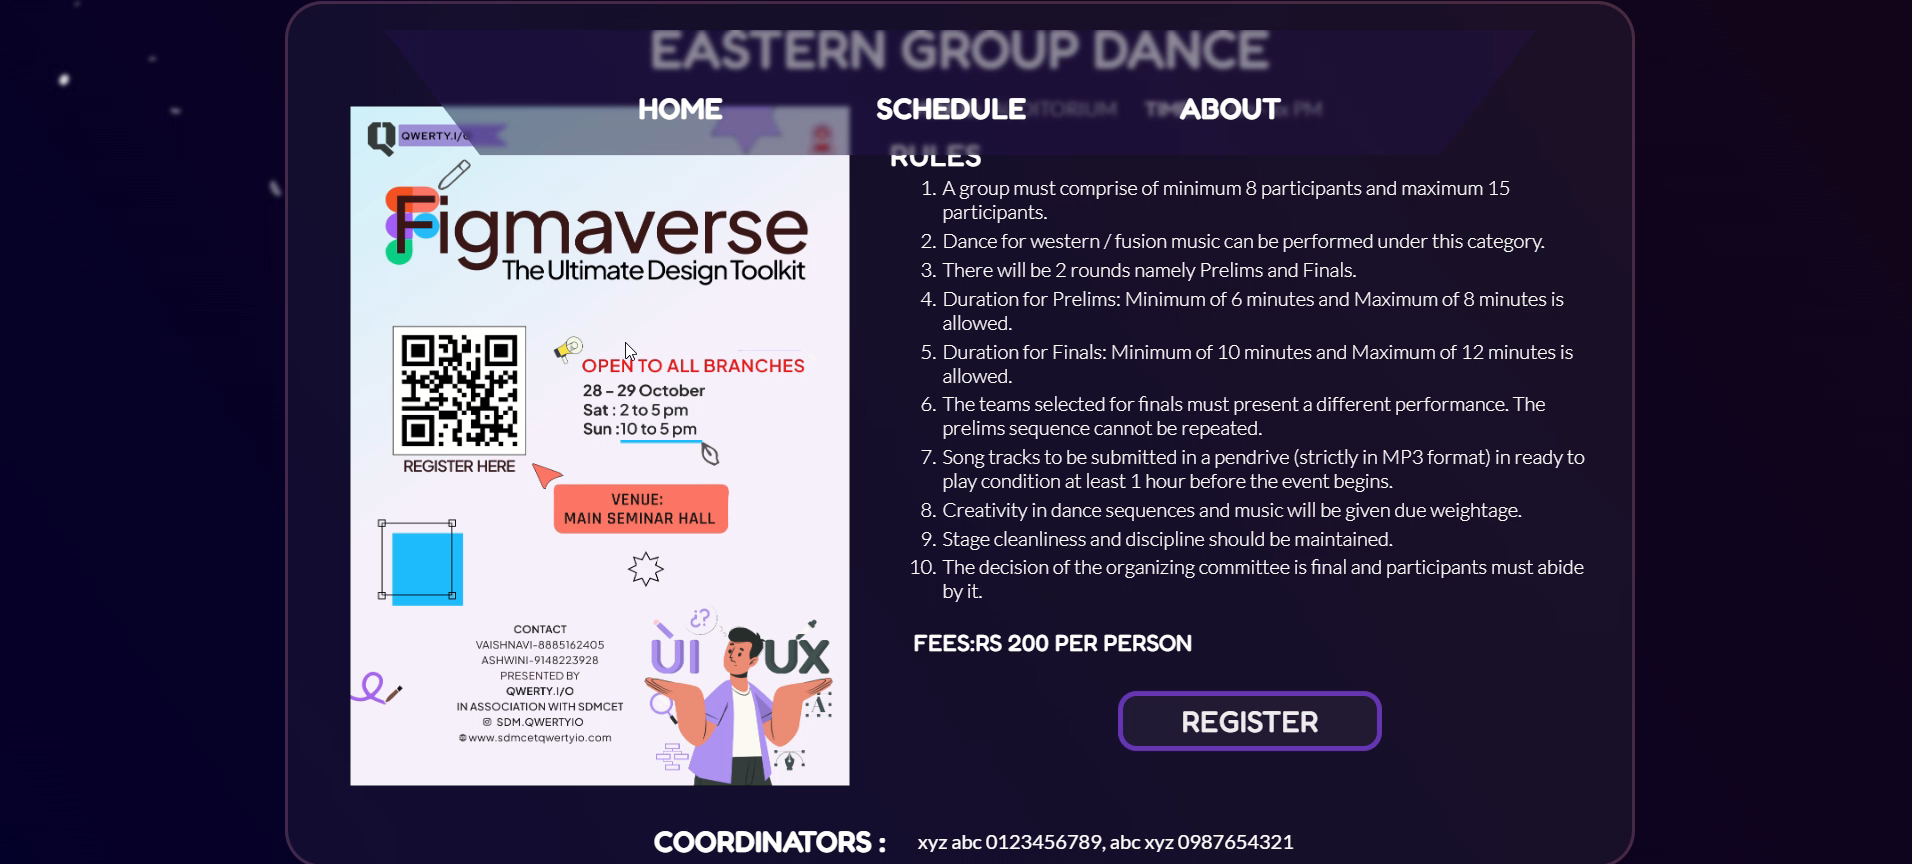 EASTERN GROUP DANCE
HOME
SCHEDULE
ABOUT
QWERTY.I/O
Figmaverse
The Ultimate Design Toolkit
OPEN TO ALL BRANCHES
28 – 29 October
Sat : 2 to 5 pm
Sun :10 to 5 pm
REGISTER HERE
VENUE:
MAIN SEMINAR HALL
¿?
UI UX
A
CONTACT
VAISHNAVI-8885162405
ASHWINI-9148223928
PRESENTED BY
QWERTY.I/O
IN ASSOCIATION WITH SDMCET
SDM.QWERTYIO
www.sdmcetqwertyio.com
RULES
1. A group must comprise of minimum 8 participants and maximum 15
participants.
2. Dance for western / fusion music can be performed under this category.
3. There will be 2 rounds namely Prelims and Finals.
4. Duration for Prelims: Minimum of 6 minutes and Maximum of 8 minutes is
allowed.
5. Duration for Finals: Minimum of 10 minutes and Maximum of 12 minutes is
allowed.
6. The teams selected for finals must present a different performance. The
prelims sequence cannot be repeated.
7. Song tracks to be submitted in a pendrive (strictly in MP3 format) in ready to
play condition at least 1 hour before the event begins.
8. Creativity in dance sequences and music will be given due weightage.
9. Stage cleanliness and discipline should be maintained.
10. The decision of the organizing committee is final and participants must abide
by it.
FEES:RS 200 PER PERSON
REGISTER
COORDINATORS : xyz abc 0123456789, abc xyz 0987654321